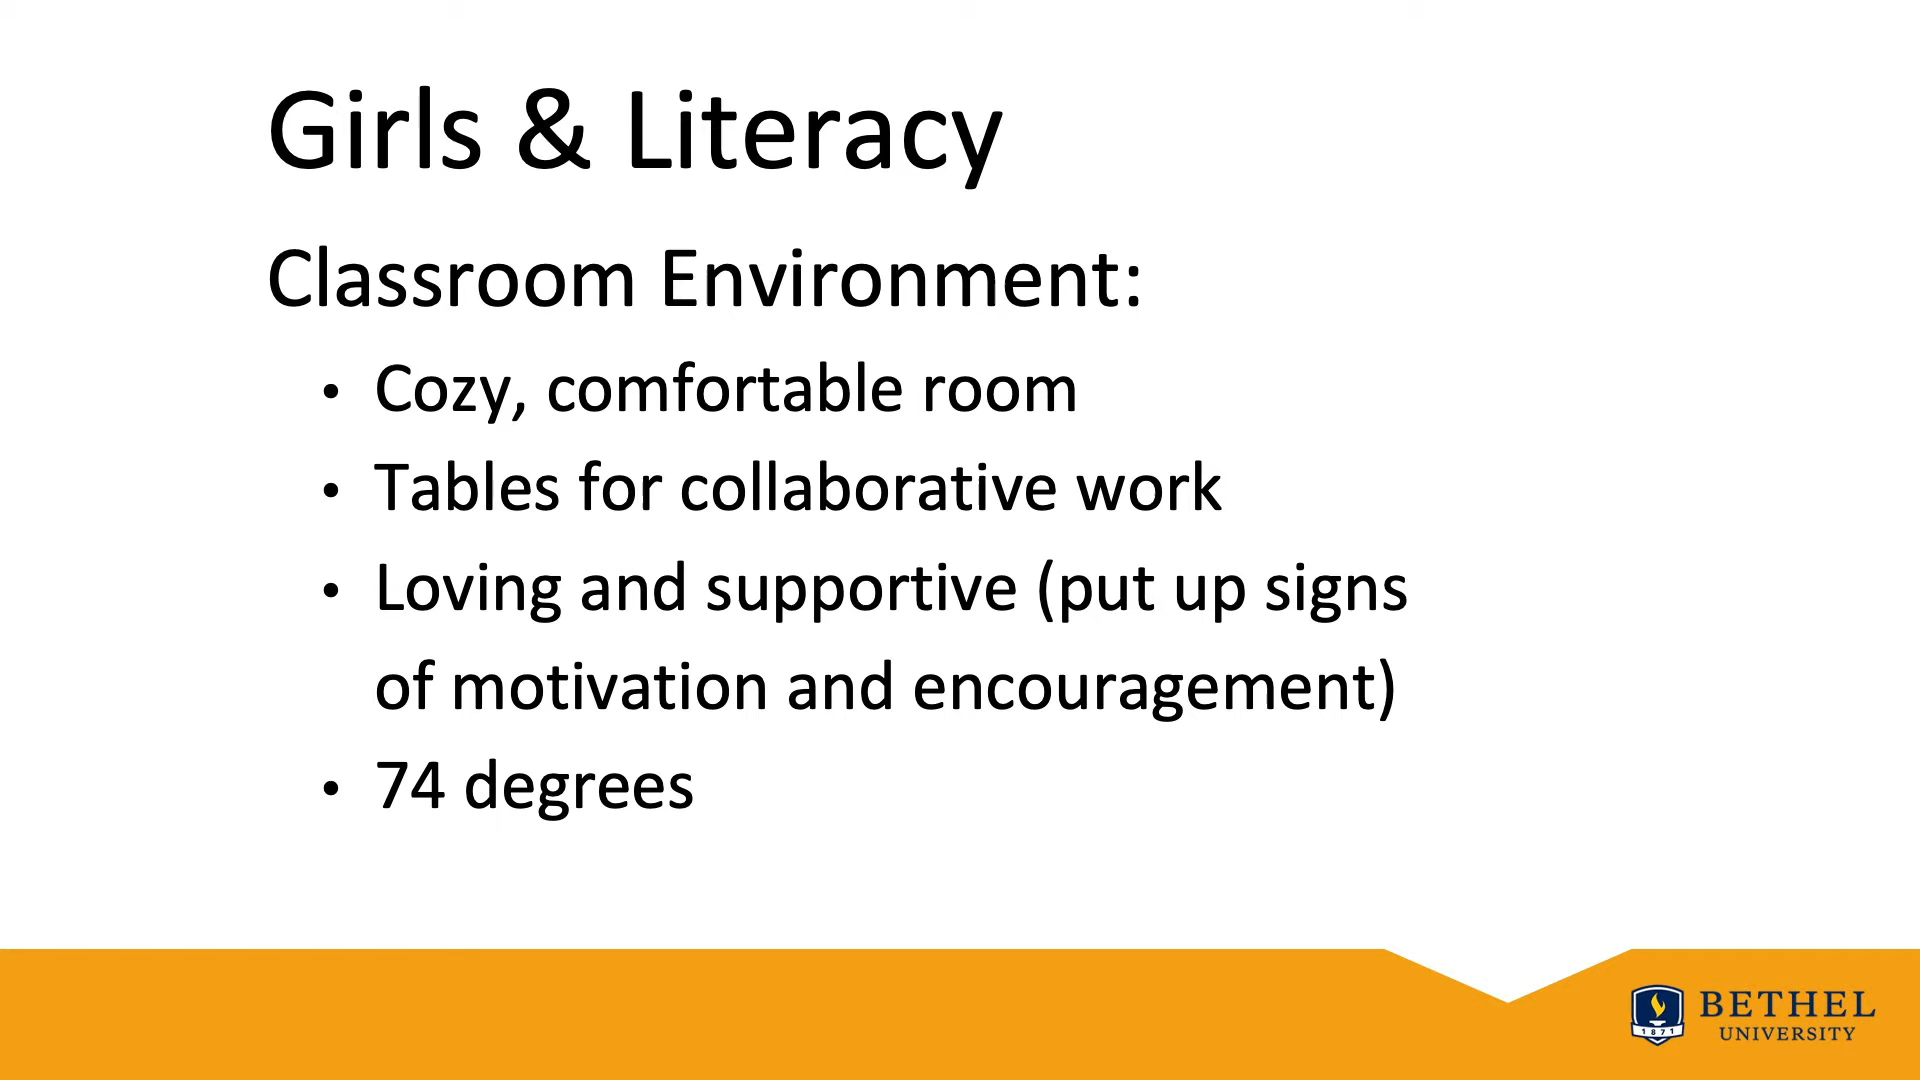 Girls & Literacy
Classroom Environment:
• Cozy, comfortable room
• Tables for collaborative work
• Loving and supportive (put up signs
of motivation and encouragement)
• 74 degrees
1871
BETHEL
UNIVERSITY